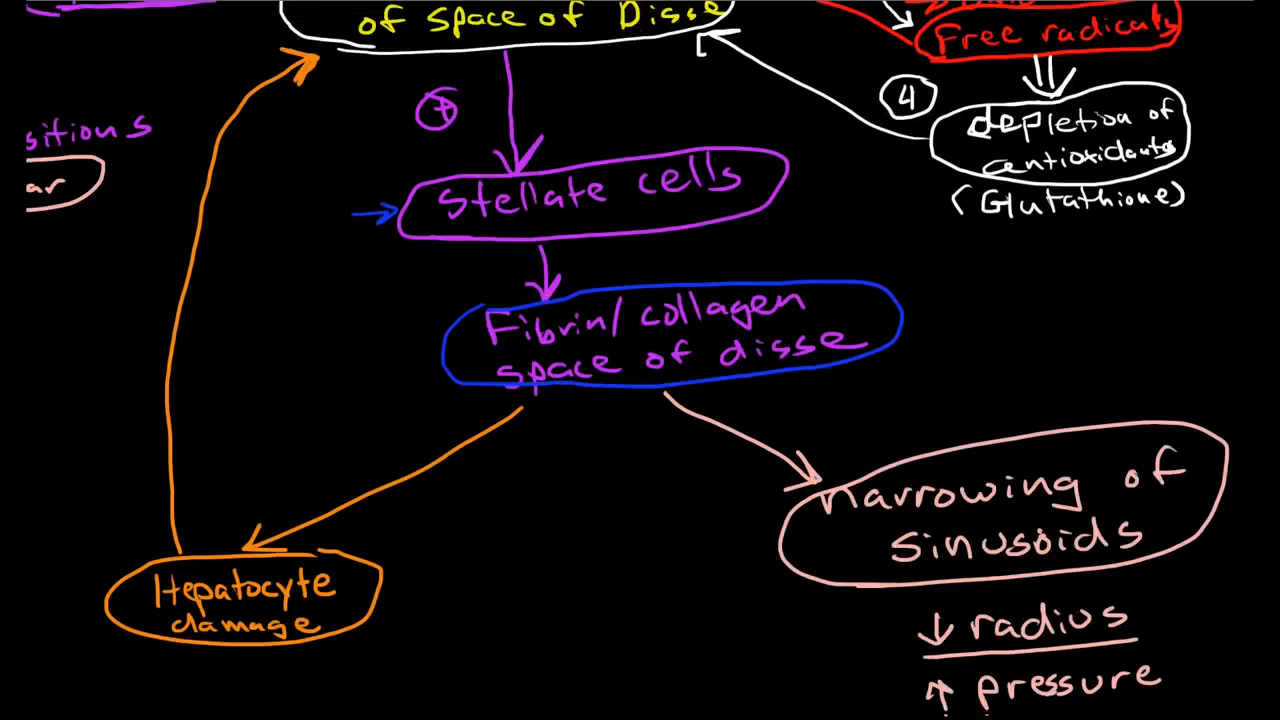 of space of Disse
Free radicals
4
depletion of
antioxidants
(Glutathione)
sitions
ar
+
Stellate cells
Fibrin/collagen
space of disse
narrowing of
sinusoids
Hepatocyte
damage
↓ radius
↑ pressure